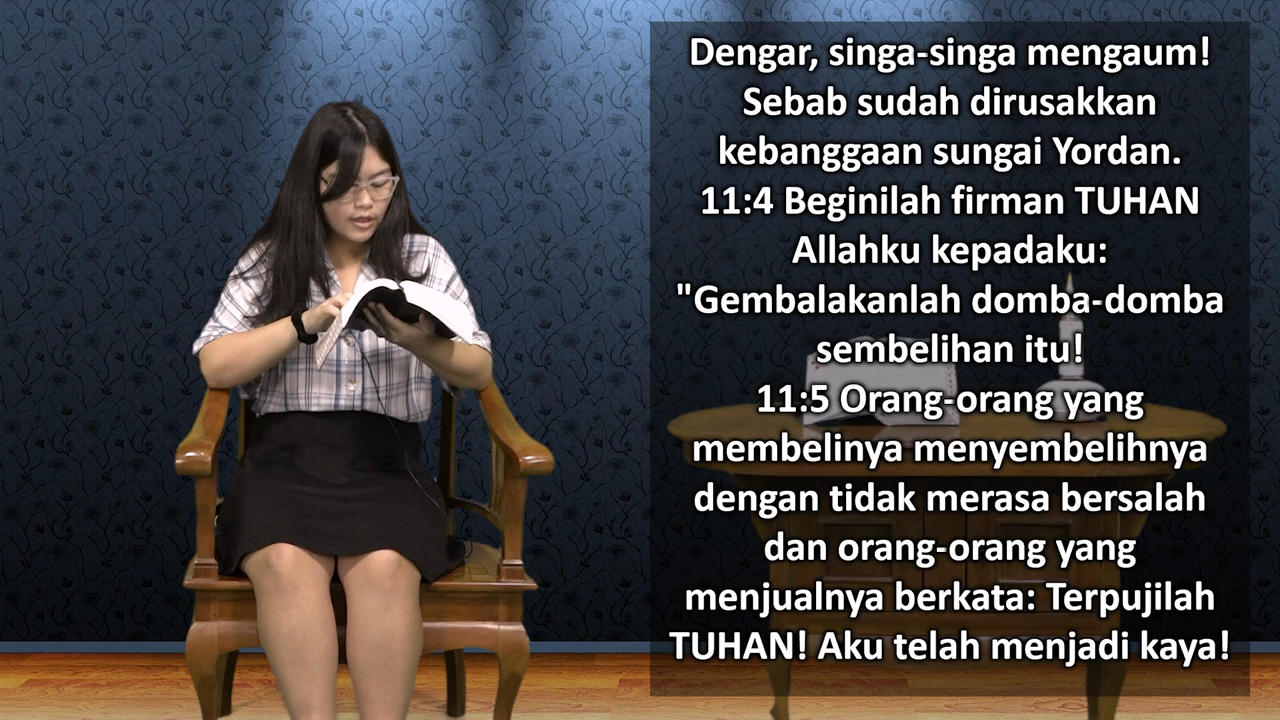 Dengar, singa-singa mengaum!
Sebab sudah dirusakkan
kebanggaan sungai Yordan.
11:4 Beginilah firman TUHAN
Allahku kepadaku:
"Gembalakanlah domba-domba
sembelihan itu!
11:5 Orang-orang yang
membelinya menyembelihnya
dengan tidak merasa bersalah
dan orang-orang yang
menjualnya berkata: Terpujilah
TUHAN! Aku telah menjadi kaya!